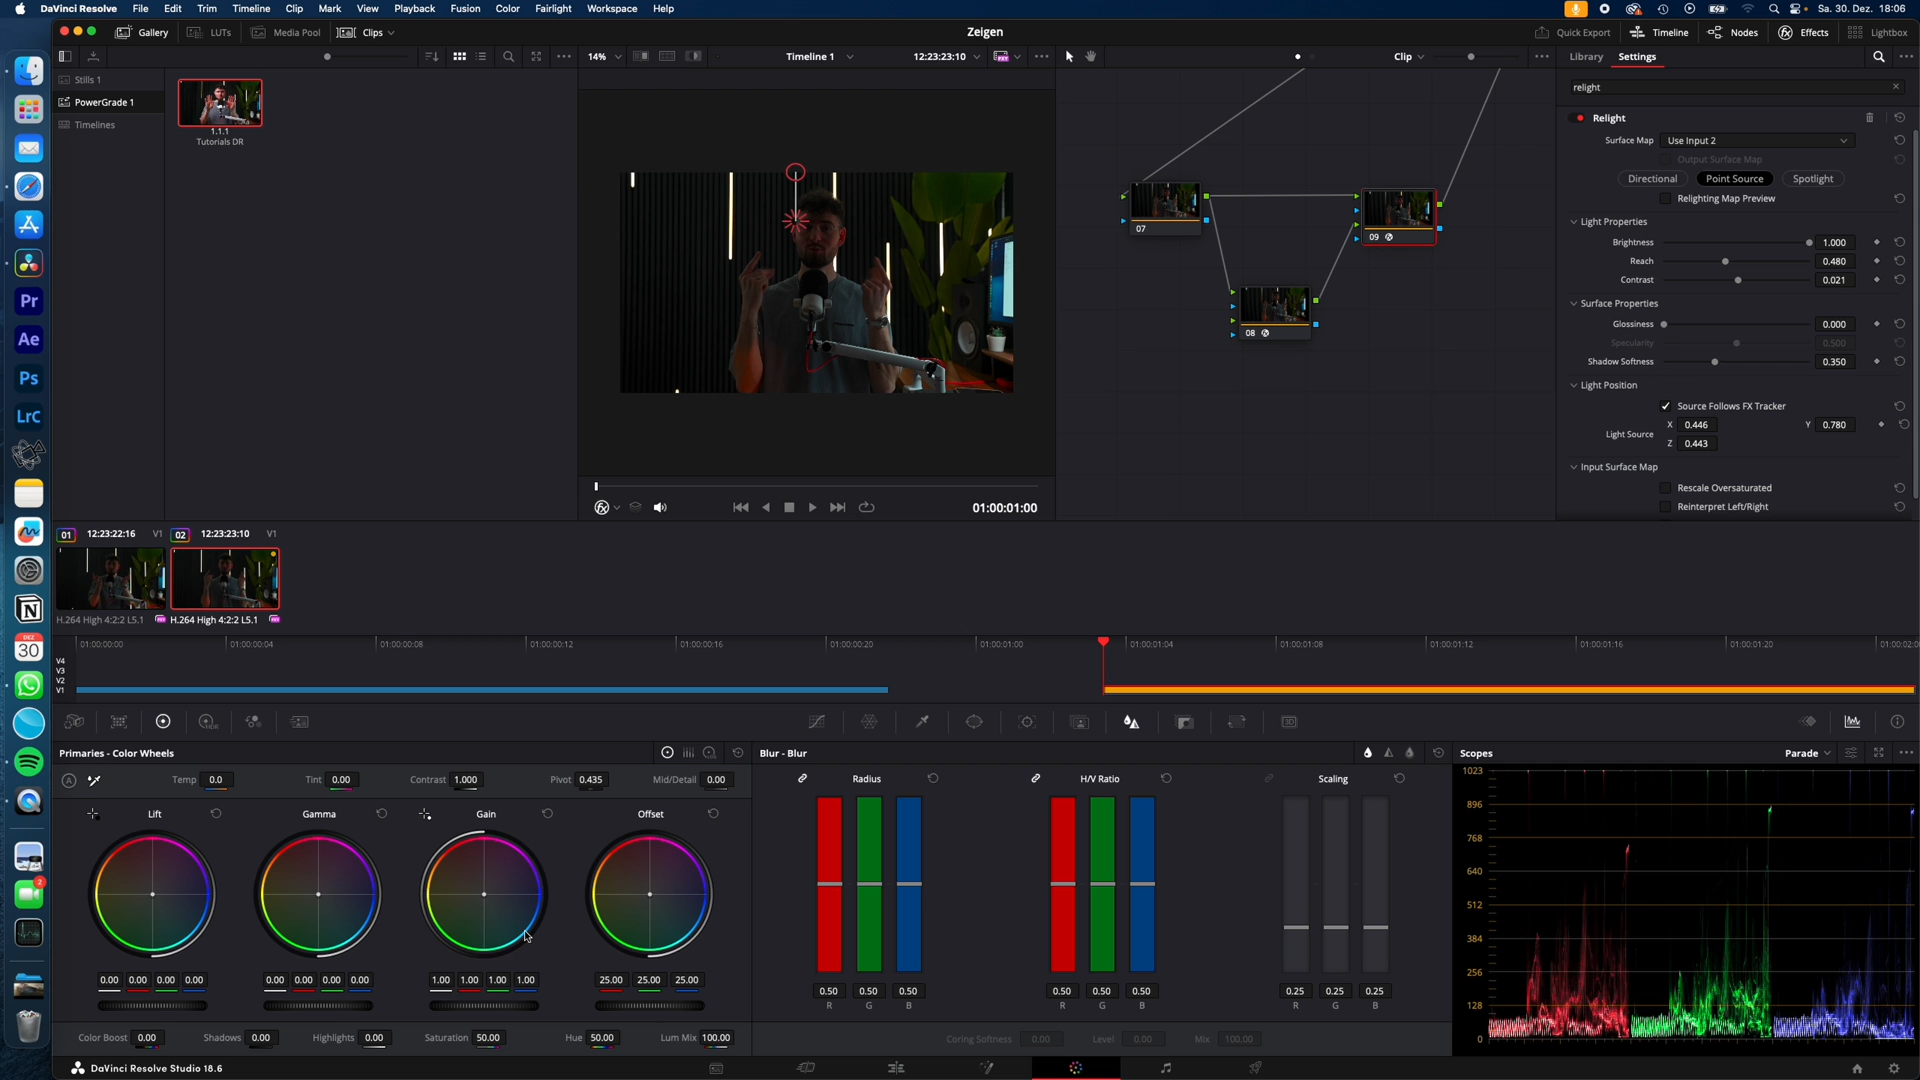 DaVinci Resolve File Edit Trim Timeline Clip Mark View Playback Fusion Color Fairlight Workspace Help Sa. 30. Dez. 18:06
Gallery LUTs Media Pool Clips Zeigen Quick Export Timeline Nodes Effects Lightbox
14% Timeline 1 12:23:23:10 Clip Library Settings
Stills 1
PowerGrade 1
Timelines
1.1.1
Tutorials DR
07
09
08
01:00:01:00
relight
Relight
Surface Map Use Input 2
Output Surface Map
Directional Point Source Spotlight
Relighting Map Preview
Light Properties
Brightness 1.000
Reach 0.480
Contrast 0.021
Surface Properties
Glossiness 0.000
Specularity 0.500
Shadow Softness 0.350
Light Position
Source Follows FX Tracker
Light Source X 0.446 Y 0.780
Z 0.443
Input Surface Map
Rescale Oversaturated
Reinterpret Left/Right
Pr
Ae
Ps
LrC
DEZ
30
2
01 12:23:22:16 V1 02 12:23:23:10 V1
H.264 High 4:2:2 L5.1 H.264 High 4:2:2 L5.1
01:00:00:00 01:00:00:04 01:00:00:08 01:00:00:12 01:00:00:16 01:00:00:20 01:00:01:00 01:00:01:04 01:00:01:08 01:00:01:12 01:00:01:16 01:00:01:20 01:00:02:0
V4
V3
V2
V1
Primaries - Color Wheels
Temp 0.0 Tint 0.00 Contrast 1.000 Pivot 0.435 Mid/Detail 0.00
Lift Gamma Gain Offset
0.00 0.00 0.00 0.00 0.00 0.00 0.00 0.00 1.00 1.00 1.00 1.00 25.00 25.00 25.00
Color Boost 0.00 Shadows 0.00 Highlights 0.00 Saturation 50.00 Hue 50.00 Lum Mix 100.00
Blur - Blur
Radius H/V Ratio Scaling
0.50 0.50 0.50 0.50 0.50 0.50 0.25 0.25 0.25
R G B R G B R G B
Coring Softness 0.00 Level 0.00 Mix 100.00
Scopes Parade
1023
896
768
640
512
384
256
128
0
DaVinci Resolve Studio 18.6